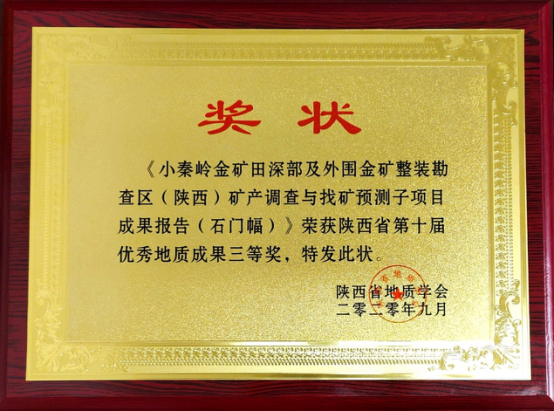 奖状
《小秦岭金矿田深部及外围金矿整装勘
查区（陕西）矿产调查与找矿预测子项目
成果报告（石门幅）》荣获陕西省第十届
优秀地质成果三等奖，特发此状。
陕西省地质学会
二零二零年九月